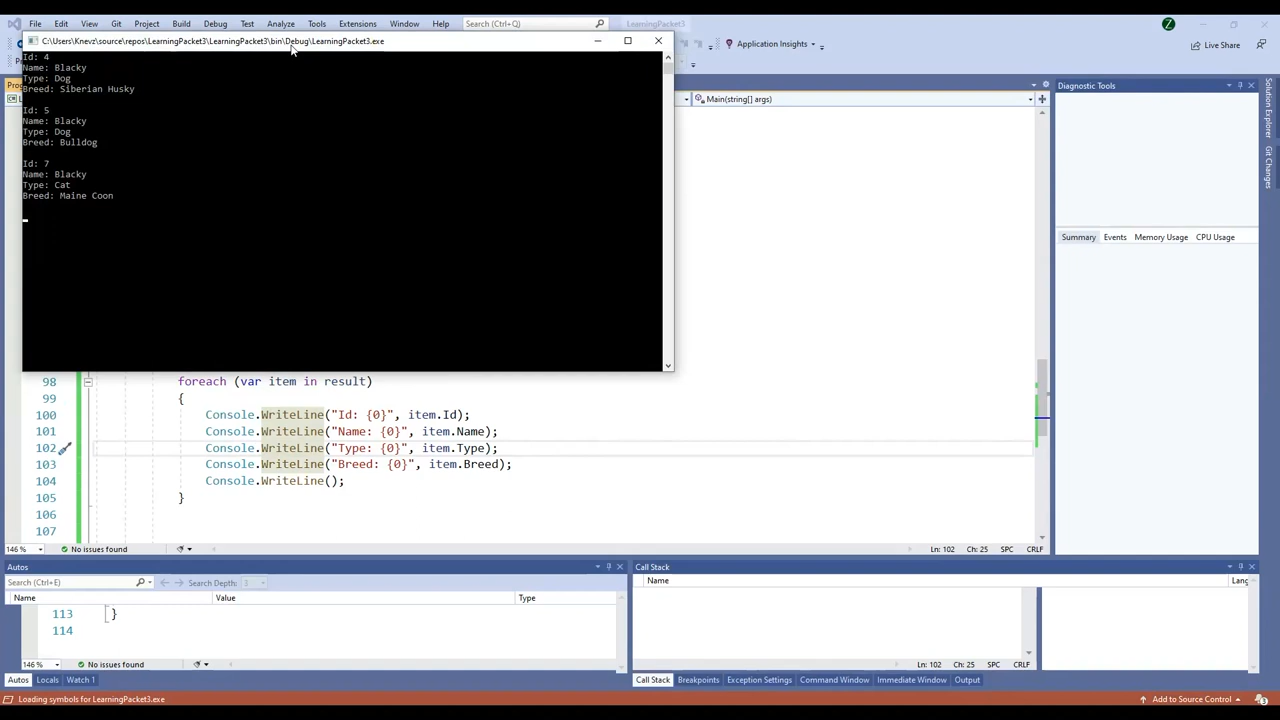 File Edit View Git Project Build Debug Test Analyze Tools Extensions Window Help Search (Ctrl+Q) LearningPacket3 Z
C:\Users\Knevz\source\repos\LearningPacket3\LearningPacket3\bin\Debug\LearningPacket3.exe
Application Insights Live Share
Id: 4
Name: Blacky
Type: Dog
Breed: Siberian Husky
Id: 5
Name: Blacky
Type: Dog
Breed: Bulldog
Id: 7
Name: Blacky
Type: Cat
Breed: Maine Coon
Main(string[] args)
Diagnostic Tools
Summary Events Memory Usage CPU Usage
Solution Explorer
Git Changes
98 foreach (var item in result)
99 {
100 Console.WriteLine("Id: {0}", item.Id);
101 Console.WriteLine("Name: {0}", item.Name);
102 Console.WriteLine("Type: {0}", item.Type);
103 Console.WriteLine("Breed: {0}", item.Breed);
104 Console.WriteLine();
105 }
106
107
146 % No issues found Ln: 102 Ch: 25 SPC CRLF
Autos
Search (Ctrl+E) Search Depth: 3
Name Value Type
113 }
114
146 % No issues found
Autos Locals Watch 1
Call Stack
Name Lang
Ln: 102 Ch: 25 SPC CRLF
Call Stack Breakpoints Exception Settings Command Window Immediate Window Output
Loading symbols for LearningPacket3.exe Add to Source Control